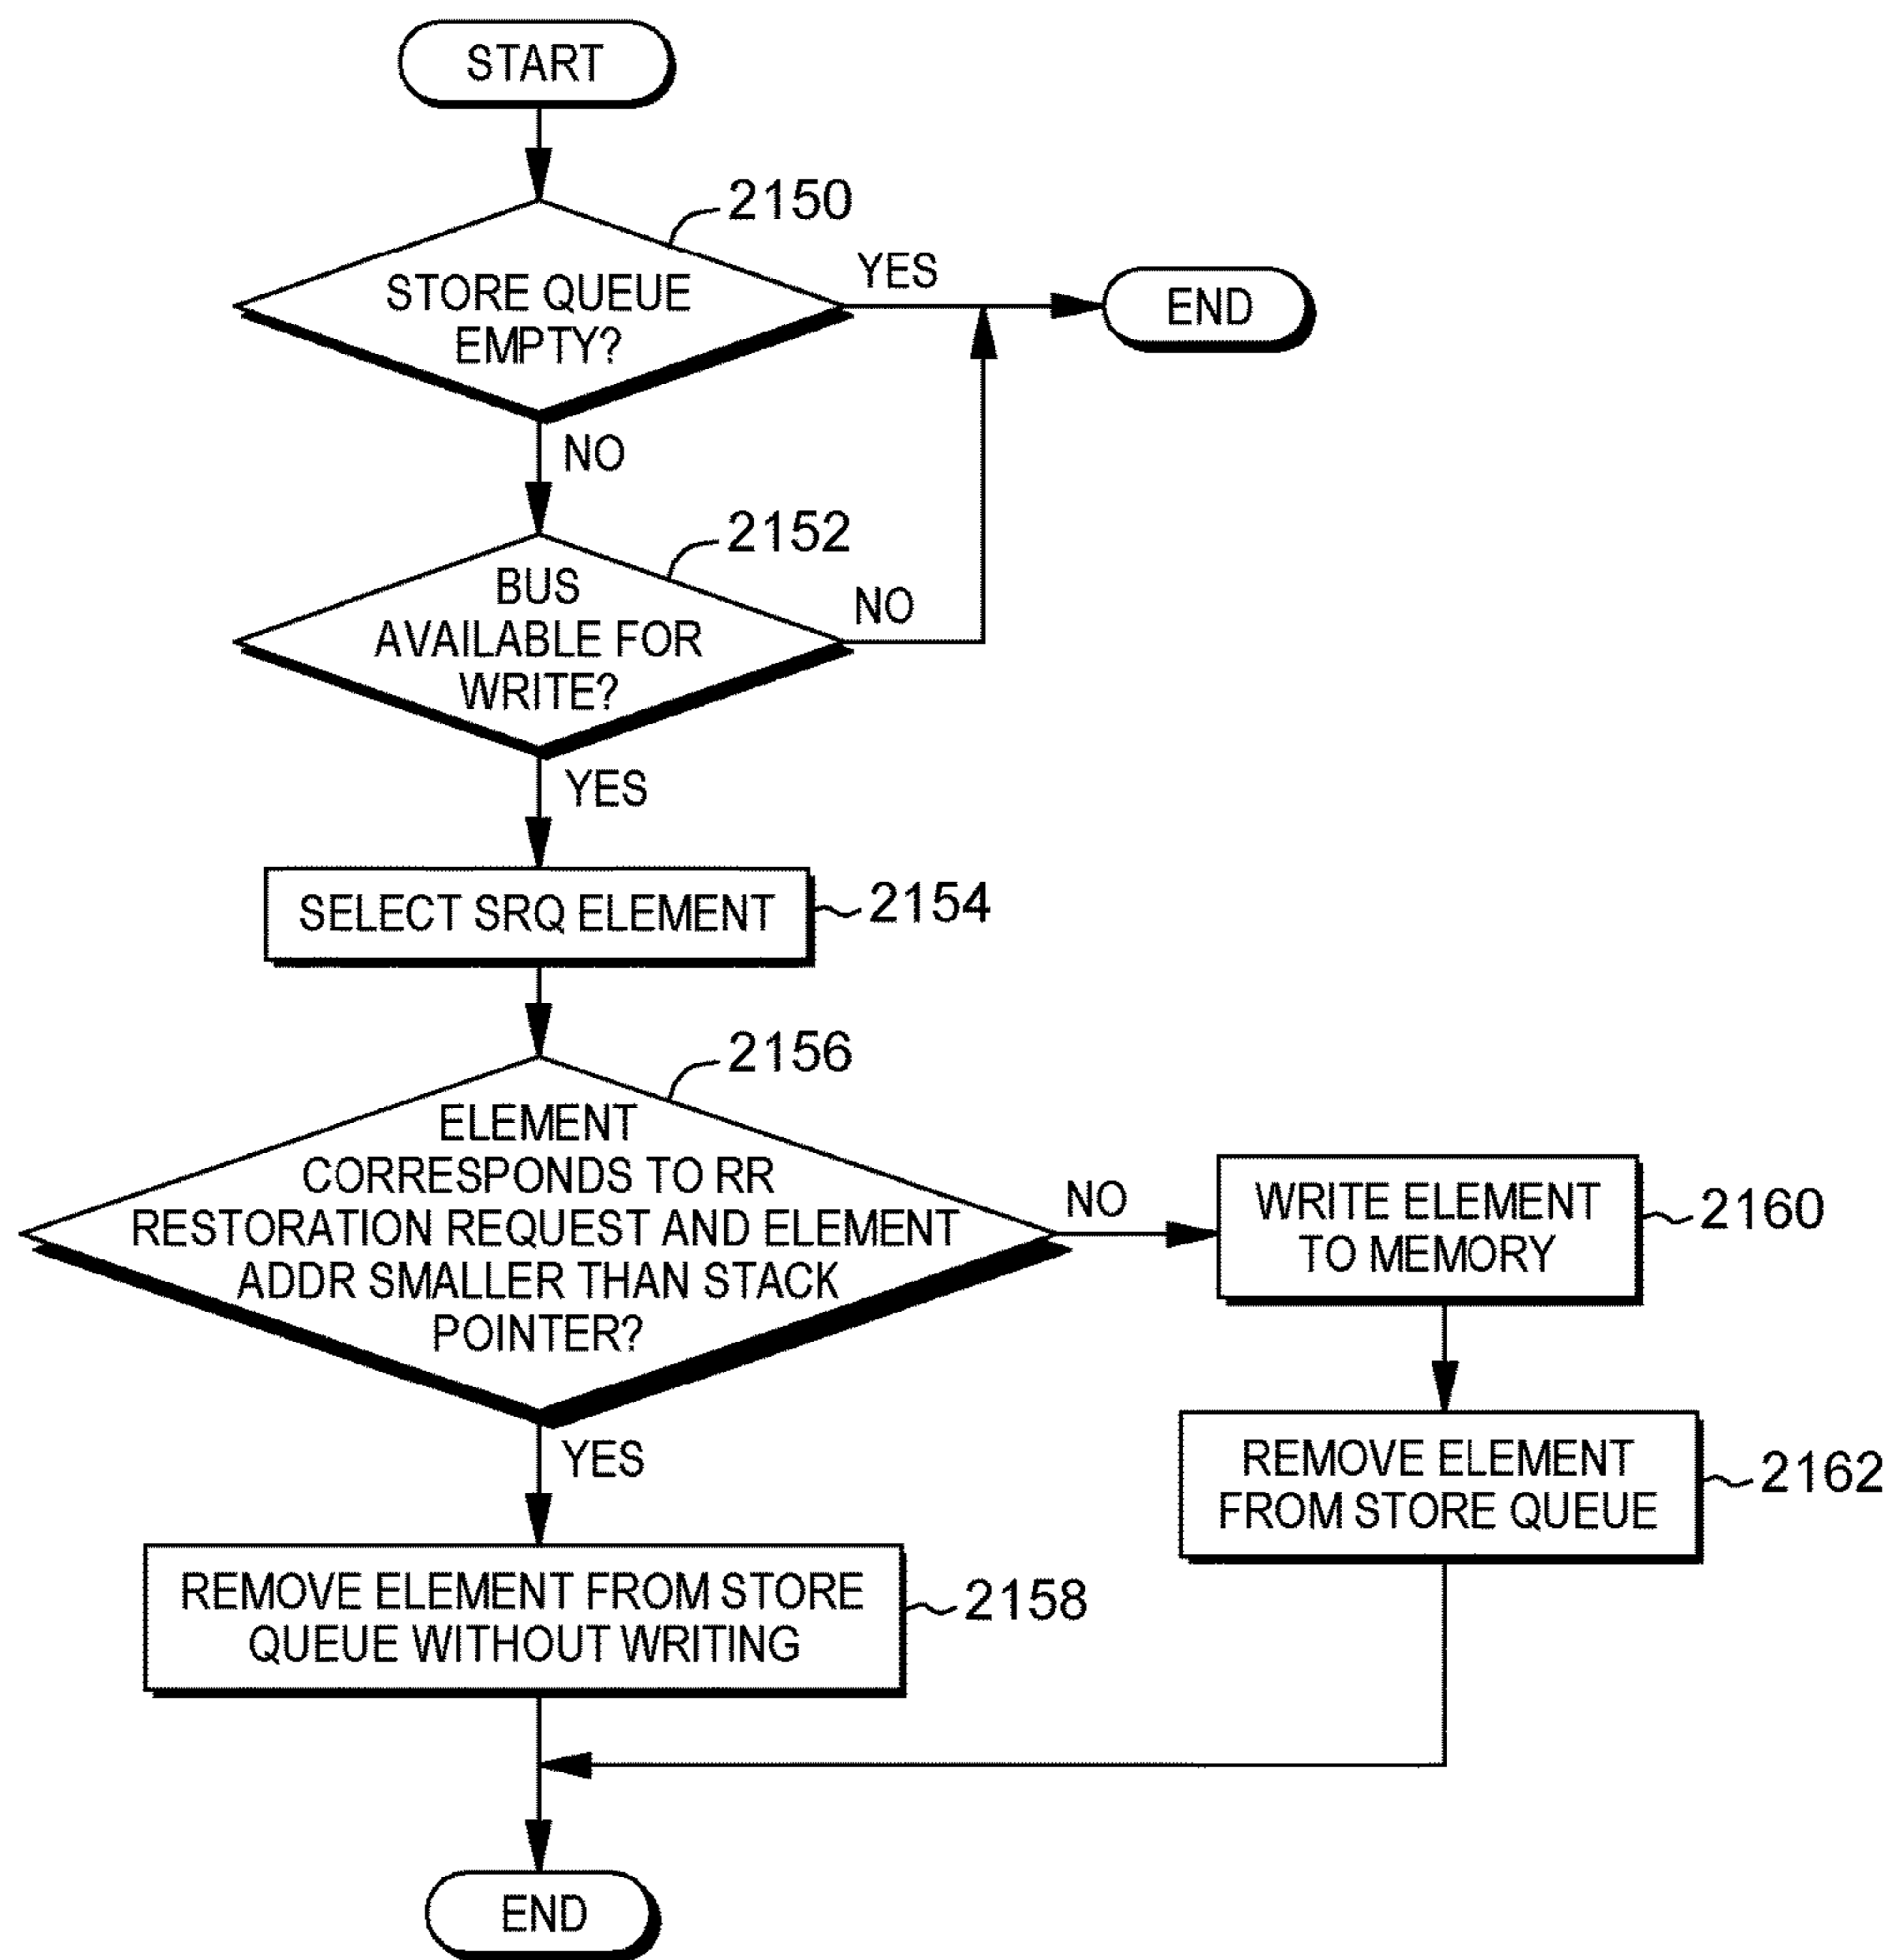 START
2150
STORE QUEUE
EMPTY?
YES
END
NO
2152
BUS
AVAILABLE FOR
WRITE?
NO
YES
SELECT SRQ ELEMENT
2154
2156
ELEMENT
CORRESPONDS TO RR
RESTORATION REQUEST AND ELEMENT
ADDR SMALLER THAN STACK
POINTER?
NO
WRITE ELEMENT
TO MEMORY
2160
YES
REMOVE ELEMENT
FROM STORE QUEUE
2162
REMOVE ELEMENT FROM STORE
QUEUE WITHOUT WRITING
2158
END